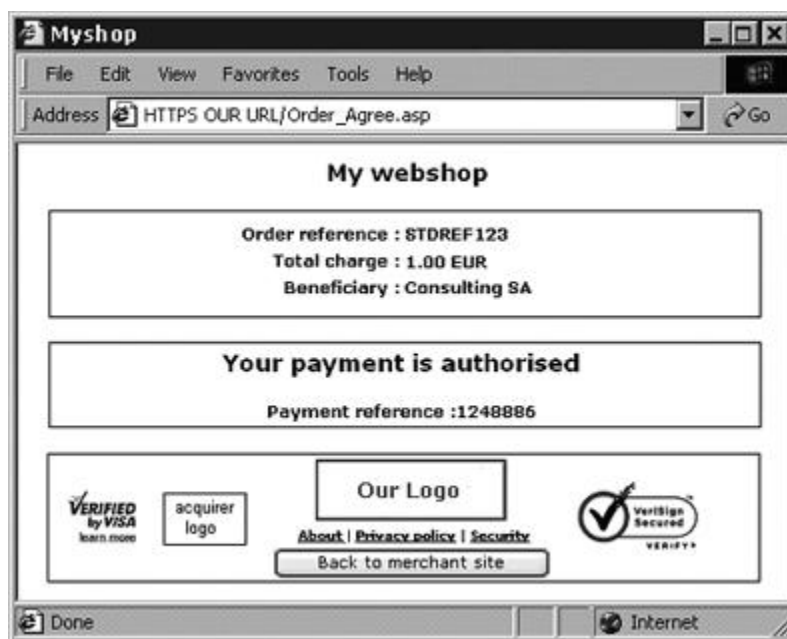 Myshop
File Edit View Favorites Tools Help
Address HTTPS OUR URL/Order_Agree.asp Go
My webshop
Order reference : STDREF123
Total charge : 1.00 EUR
Beneficiary : Consulting SA
Your payment is authorised
Payment reference :1248886
VERIFIED
by VISA
learn more
acquirer
logo
Our Logo
About | Privacy policy | Security
Back to merchant site
VeriSign
Secured
VERIFY
Done Internet